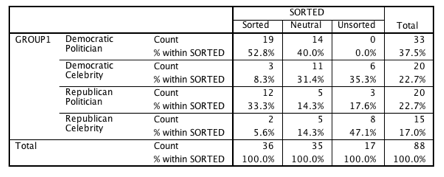 SORTED
Sorted Neutral Unsorted Total
GROUP1 Democratic Politician Count 19 14 0 33
% within SORTED 52.8% 40.0% 0.0% 37.5%
Democratic Celebrity Count 3 11 6 20
% within SORTED 8.3% 31.4% 35.3% 22.7%
Republican Politician Count 12 5 3 20
% within SORTED 33.3% 14.3% 17.6% 22.7%
Republican Celebrity Count 2 5 8 15
% within SORTED 5.6% 14.3% 47.1% 17.0%
Total Count 36 35 17 88
% within SORTED 100.0% 100.0% 100.0% 100.0%